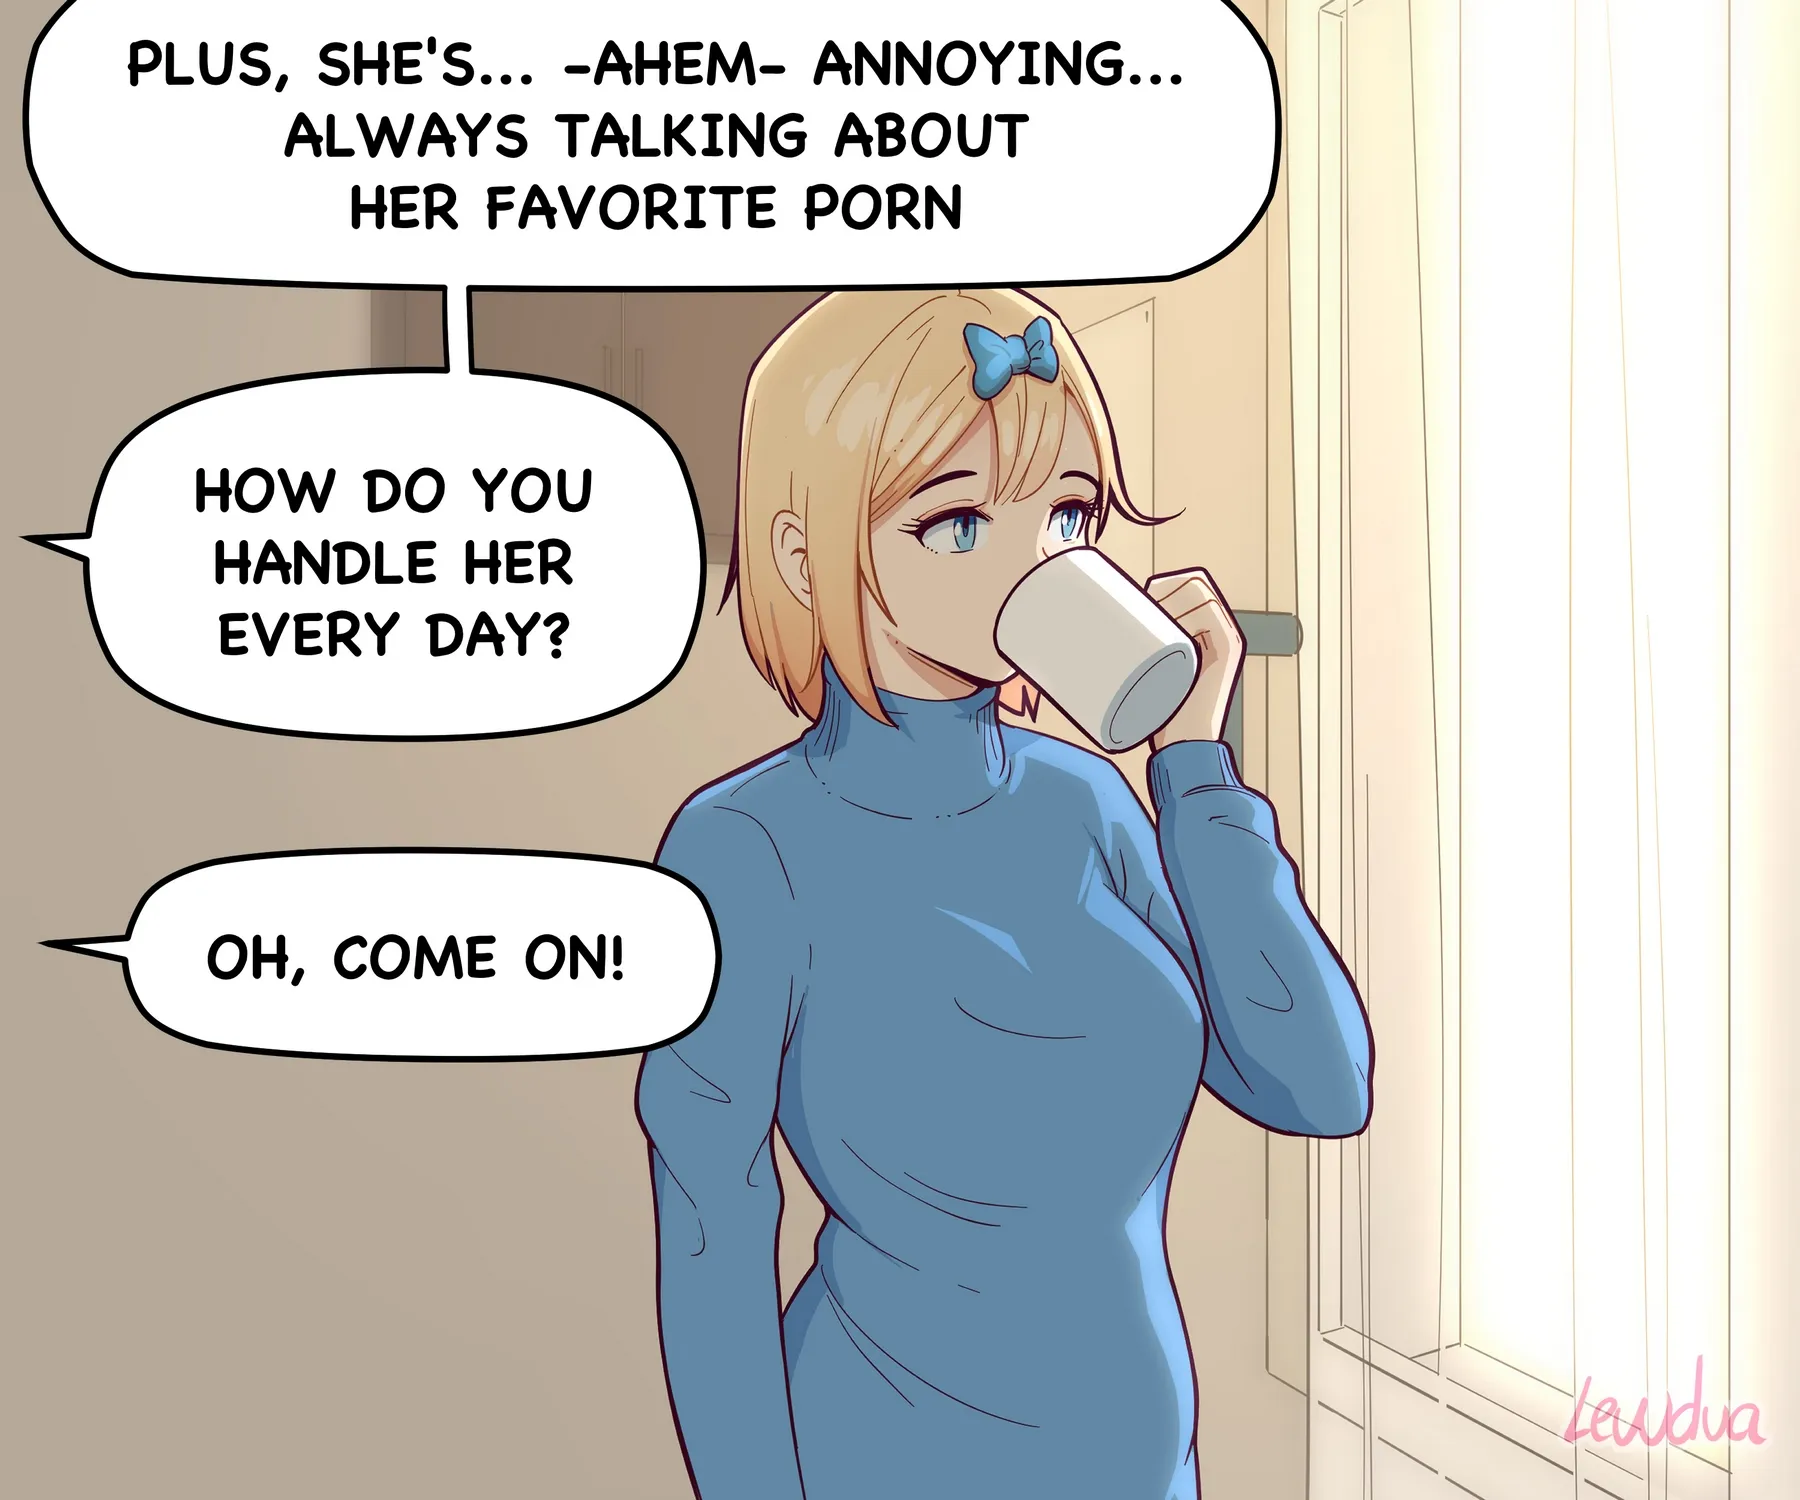 PLUS, SHE'S... -AHEM- ANNOYING...
ALWAYS TALKING ABOUT
HER FAVORITE PORN
HOW DO YOU
HANDLE HER
EVERY DAY?
OH, COME ON!
Lewdua